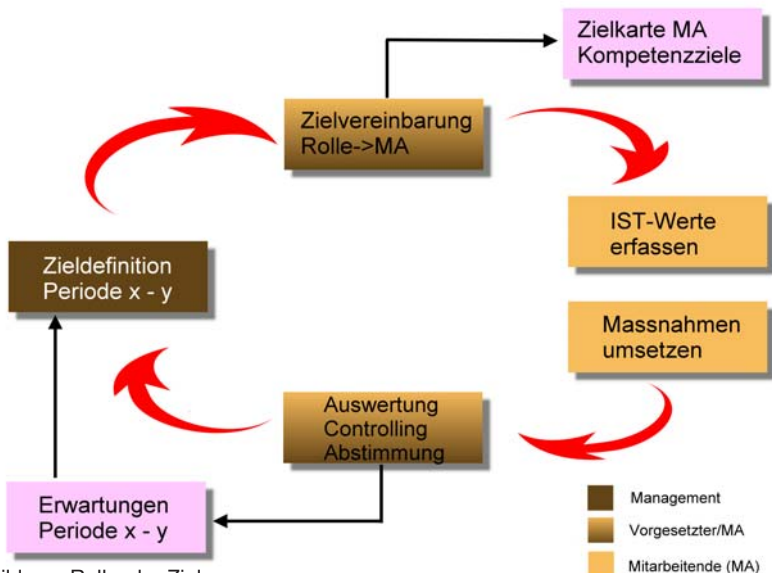 Zielkarte MA
Kompetenzziele
Zielvereinbarung
Rolle->MA
IST-Werte
erfassen
Zieldefinition
Periode x - y
Massnahmen
umsetzen
Auswertung
Controlling
Abstimmung
Erwartungen
Periode x - y
Management
Vorgesetzter/MA
Mitarbeitende (MA)